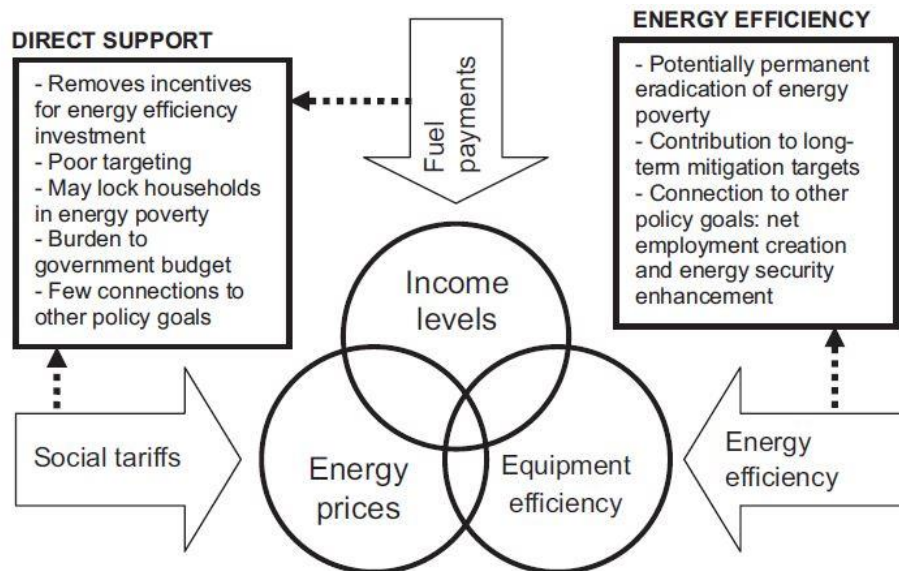 DIRECT SUPPORT
- Removes incentives
for energy efficiency
investment
- Poor targeting
- May lock households
in energy poverty
- Burden to
government budget
- Few connections to
other policy goals
Fuel
payments
ENERGY EFFICIENCY
- Potentially permanent
eradication of energy
poverty
- Contribution to long-
term mitigation targets
- Connection to other
policy goals: net
employment creation
and energy security
enhancement
Income
levels
Social tariffs
Energy
prices
Equipment
efficiency
Energy
efficiency